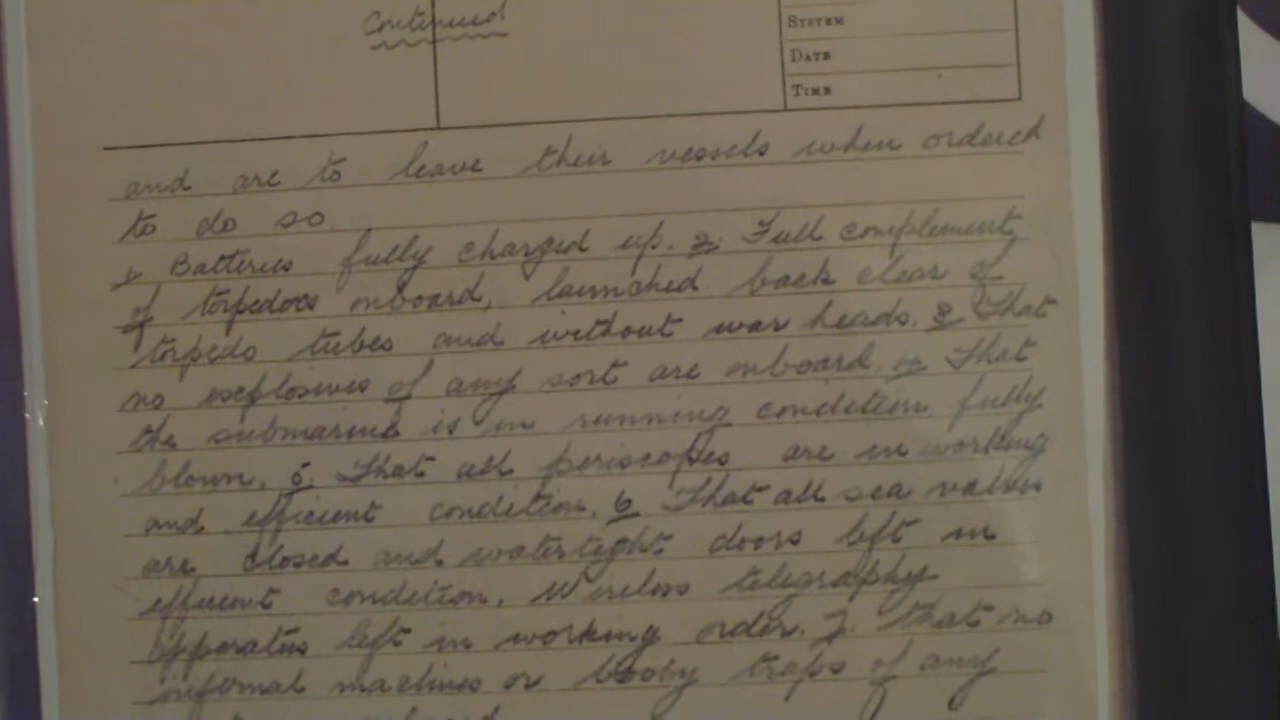 Continued
SYSTEM
DATE
TIME
and are to leave their vessels when ordered
to do so.
1 Batteries fully charged up. 2. Full complement
of torpedoes onboard, launched back clear of
torpedo tubes and without war heads. 3 That
no explosives of any sort are onboard. 4. That
the submarine is in running condition fully
blown. 5. That all periscopes are in working
and efficient condition. 6 That all sea valves
are closed and watertight doors left in
efficient condition. Wireless telegraphy
apperatus left in working order. 7. that no
infernal machines or booby traps of any
onboard